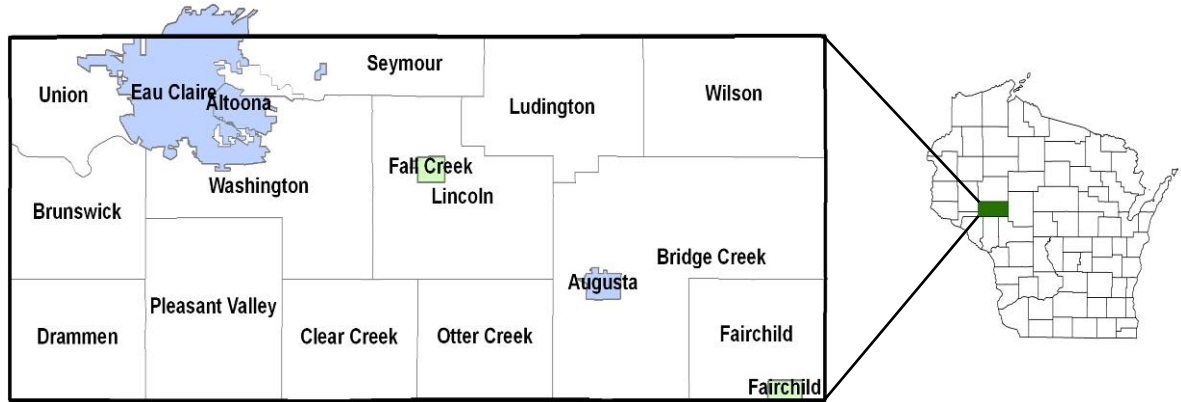 Seymour
Union
Eau Claire
Altoona
Ludington
Wilson
Fall Creek
Washington
Lincoln
Brunswick
Bridge Creek
Augusta
Pleasant Valley
Drammen
Clear Creek
Otter Creek
Fairchild
Fairchild